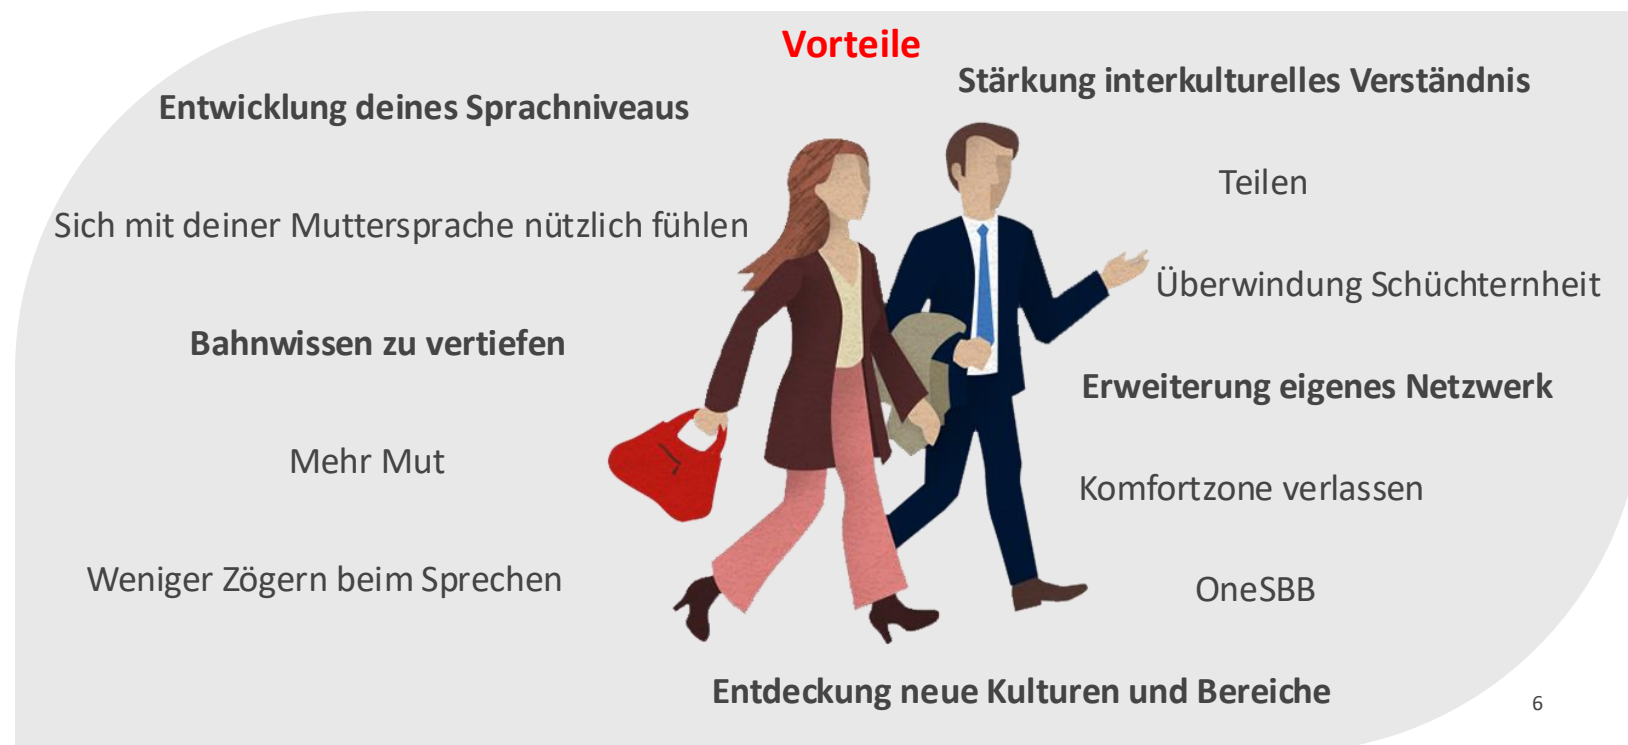 Vorteile
Entwicklung deines Sprachniveaus
Sich mit deiner Muttersprache nützlich fühlen
Bahnwissen zu vertiefen
Mehr Mut
Weniger Zögern beim Sprechen
Stärkung interkulturelles Verständnis
Teilen
Überwindung Schüchternheit
Erweiterung eigenes Netzwerk
Komfortzone verlassen
OneSBB
Entdeckung neue Kulturen und Bereiche
6